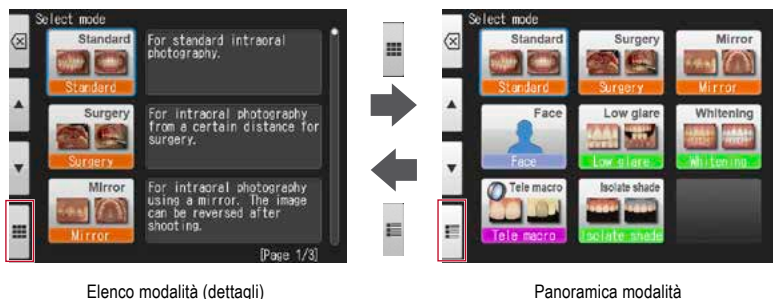 Select mode
Standard
Standard
For standard intraoral
photography.
Surgery
Surgery
For intraoral photography
from a certain distance for
surgery.
Mirror
Mirror
For intraoral photography
using a mirror. The image
can be reversed after
shooting.
[Page 1/3]
Select mode
Standard
Standard
Surgery
Surgery
Mirror
Mirror
Face
Face
Low glare
Low glare
Whitening
Whitening
Tele macro
Tele macro
Isolate shade
Isolate shade
Elenco modalità (dettagli)
Panoramica modalità